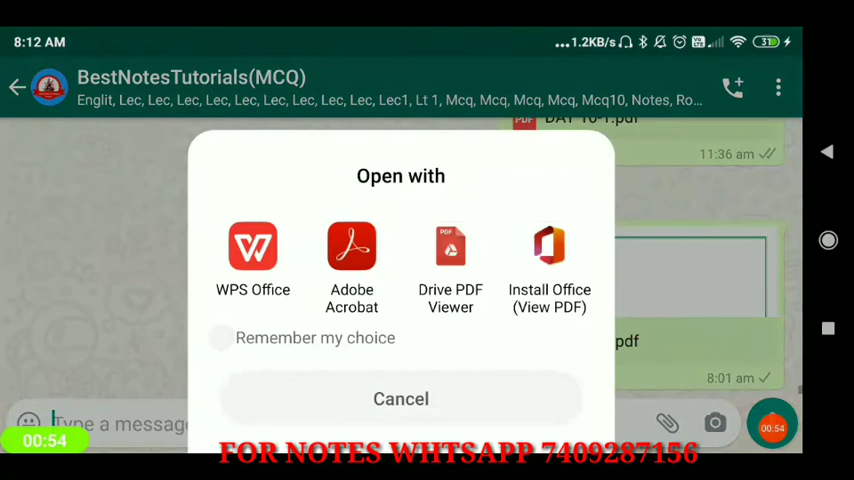 8:12 AM
...1.2KB/s
31
BestNotesTutorials(MCQ)
Englit, Lec, Lec, Lec, Lec, Lec, Lec, Lec, Lec, Lec1, Lt 1, Mcq, Mcq, Mcq, Mcq, Mcq10, Notes, Ro...
PDF
DAY 10-1.pdf
11:36 am
Open with
W
PDF
WPS Office
Adobe
Acrobat
Drive PDF
Viewer
Install Office
(View PDF)
Remember my choice
pdf
8:01 am
Cancel
Type a message
00:54
00:54
FOR NOTES WHTSAPP 7409287156